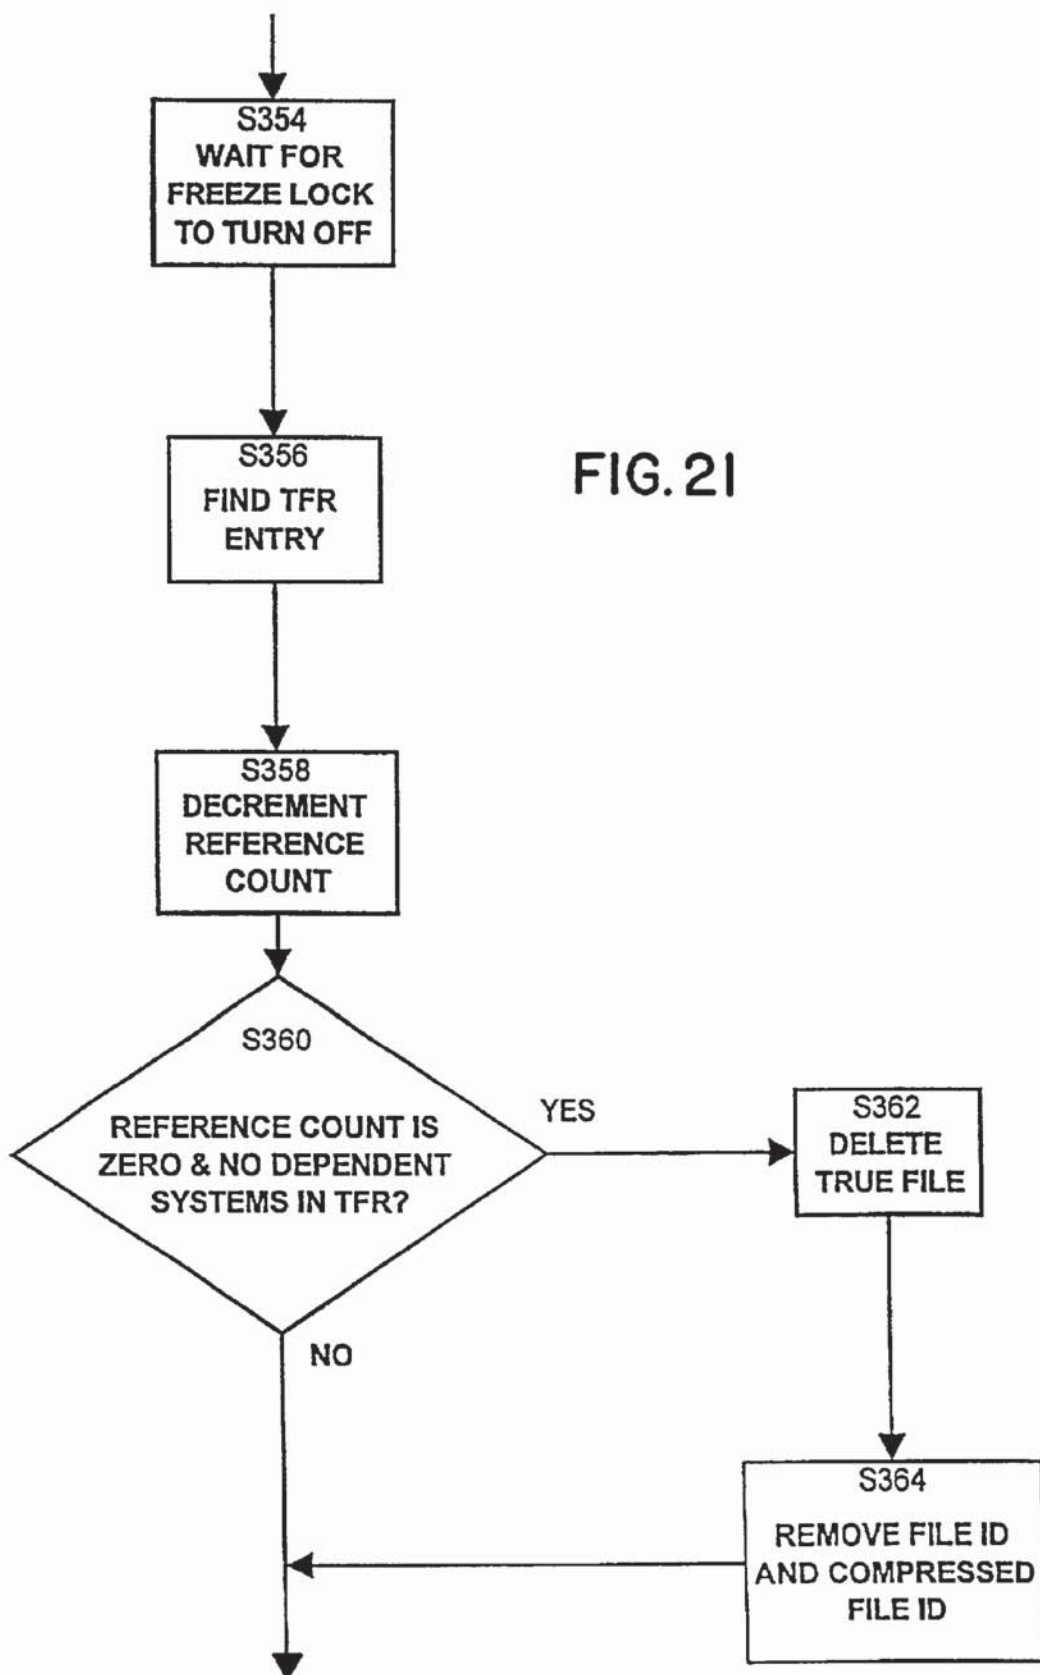 S354
WAIT FOR
FREEZE LOCK
TO TURN OFF
S356
FIND TFR
ENTRY
FIG. 21
S358
DECREMENT
REFERENCE
COUNT
S360
REFERENCE COUNT IS
ZERO & NO DEPENDENT
SYSTEMS IN TFR?
YES
NO
S362
DELETE
TRUE FILE
S364
REMOVE FILE ID
AND COMPRESSED
FILE ID